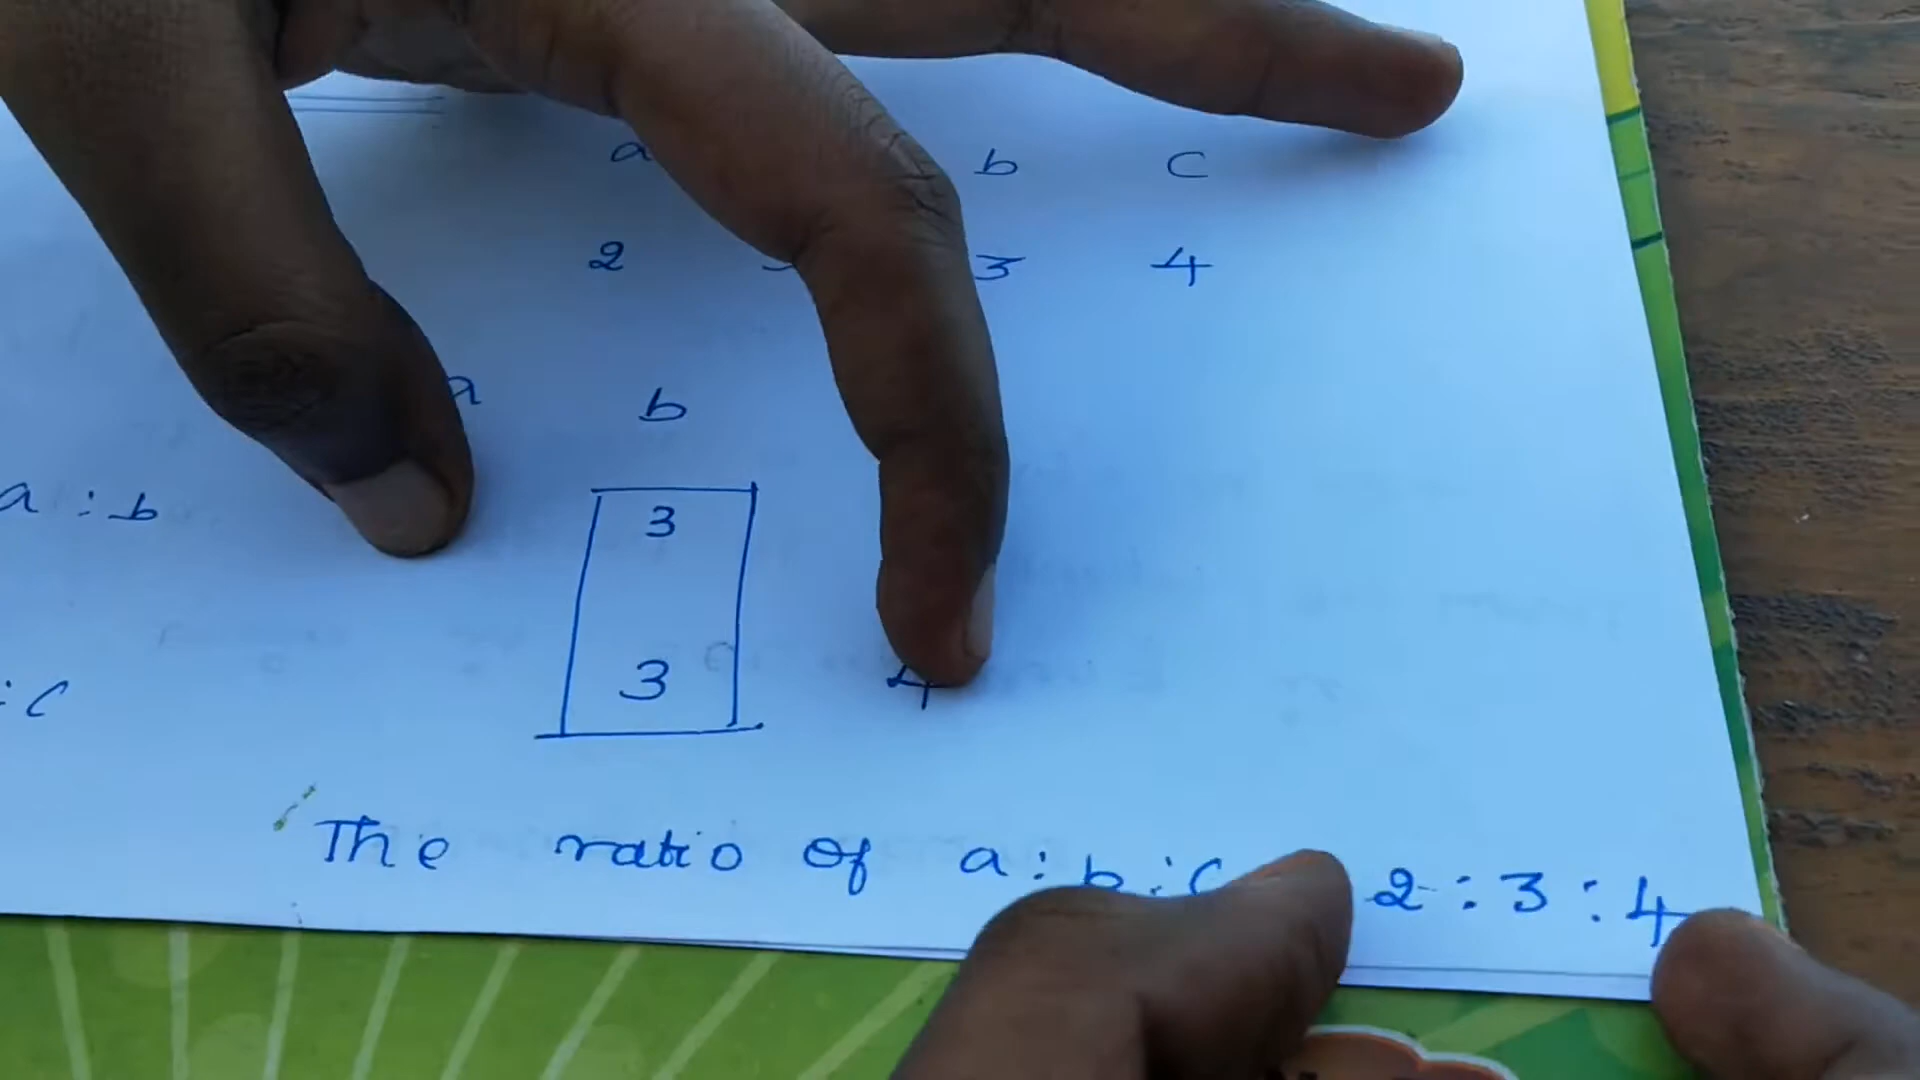 a b c
2 3 4
a b
a : b 3
3 4
: c
The ratio of a : b : c 2 : 3 : 4